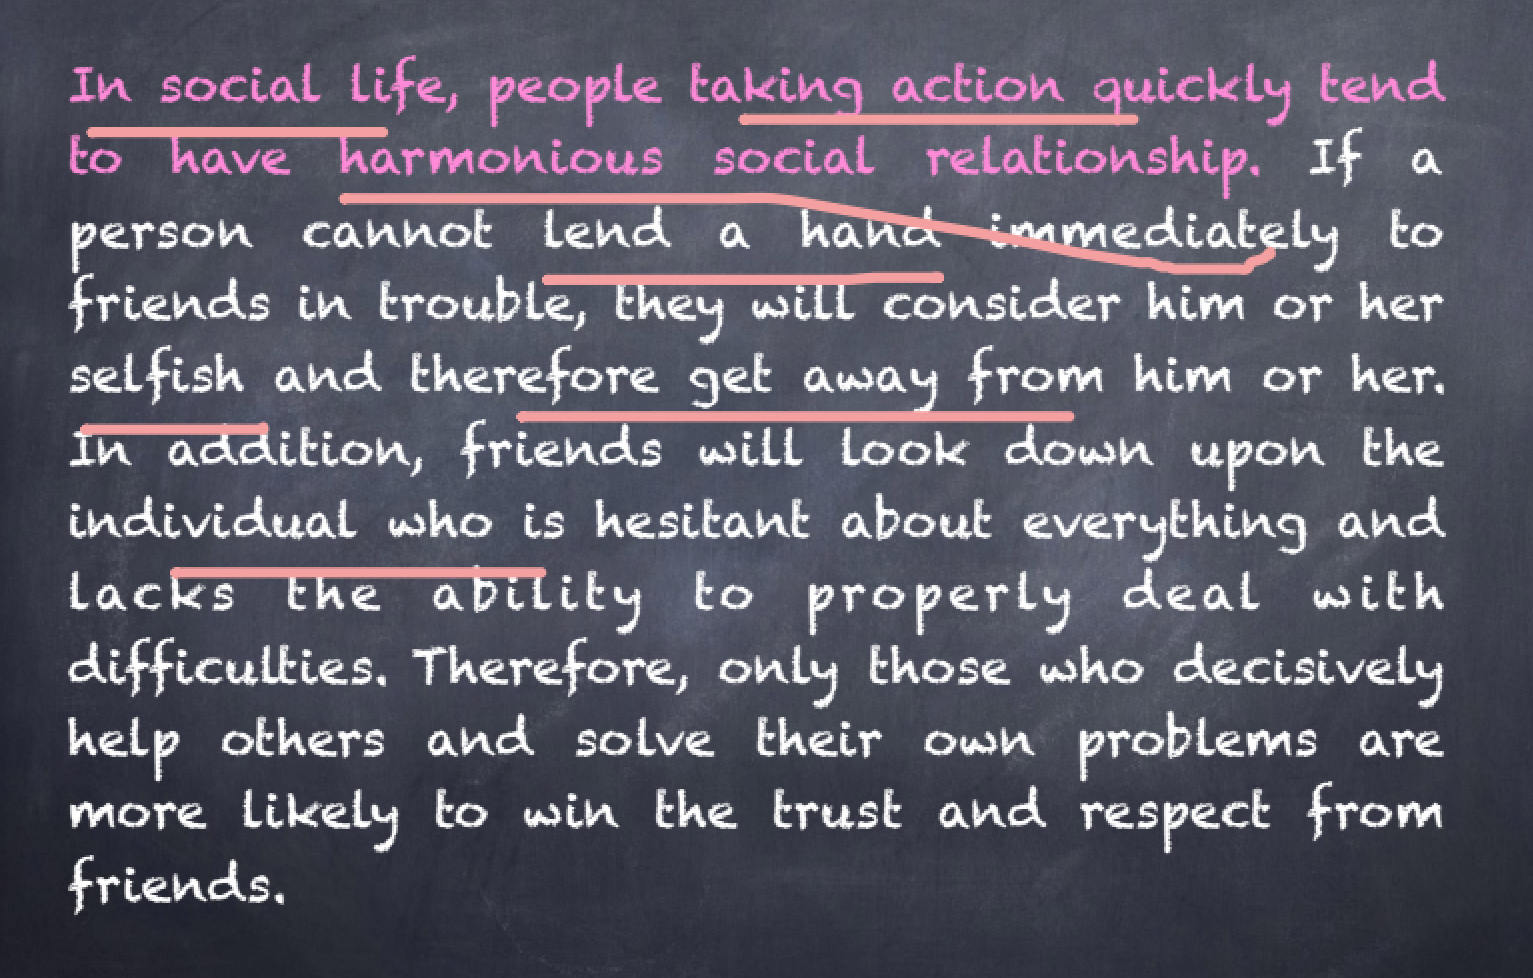 In social life, people taking action quickly tend
to have harmonious social relationship. If a
person cannot lend a hand immediately to
friends in trouble, they will consider him or her
selfish and therefore get away from him or her.
In addition, friends will look down upon the
individual who is hesitant about everything and
lacks the ability to properly deal with
difficulties. Therefore, only those who decisively
help others and solve their own problems are
more likely to win the trust and respect from
friends.